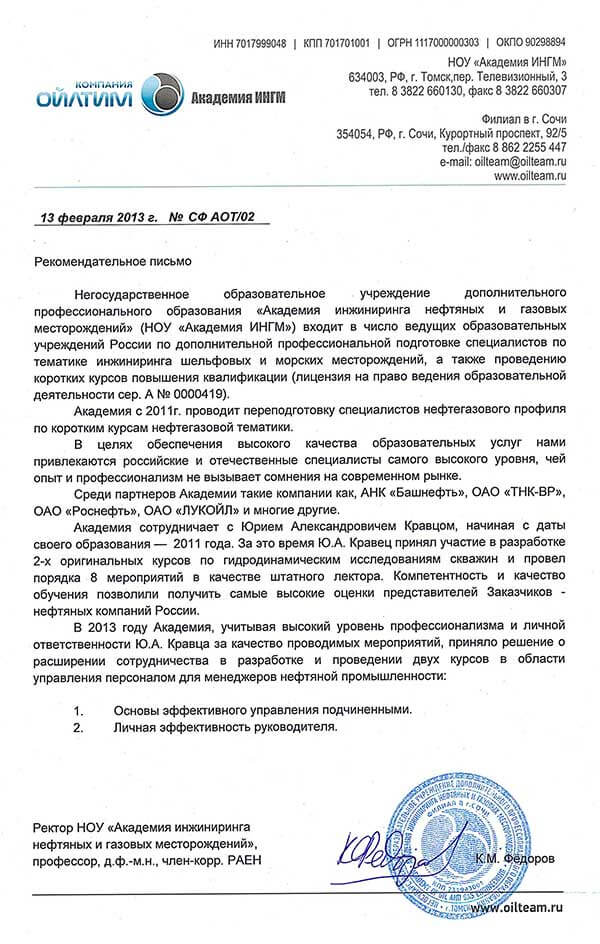 ИНН 7017999048 | КПП 701701001 | ОГРН 1117000000303 | ОКПО 90298894
КОМПАНИЯ
ОЙЛТИМ
Академия ИНГМ
НОУ «Академия ИНГМ»
634003, РФ, г. Томск,пер. Телевизионный, 3
тел. 8 3822 660130, факс 8 3822 660307
Филиал в г. Сочи
354054, РФ, г. Сочи, Курортный проспект, 92/5
тел./факс 8 862 2255 447
e-mail: oilteam@oilteam.ru
www.oilteam.ru
13 февраля 2013 г. № СФ АОТ/02
Рекомендательное письмо
Негосударственное образовательное учреждение дополнительного
профессионального образования «Академия инжиниринга нефтяных и газовых
месторождений» (НОУ «Академия ИНГМ») входит в число ведущих образовательных
учреждений России по дополнительной профессиональной подготовке специалистов по
тематике инжиниринга шельфовых и морских месторождений, а также проведению
коротких курсов повышения квалификации (лицензия на право ведения образовательной
деятельности сер. А № 0000419).
Академия с 2011г. проводит переподготовку специалистов нефтегазового профиля
по коротким курсам нефтегазовой тематики.
В целях обеспечения высокого качества образовательных услуг нами
привлекаются российские и отечественные специалисты самого высокого уровня, чей
опыт и профессионализм не вызывает сомнения на современном рынке.
Среди партнеров Академии такие компании как, АНК «Башнефть», ОАО «ТНК-ВР»,
ОАО «Роснефть», ОАО «ЛУКОЙЛ» и многие другие.
Академия сотрудничает с Юрием Александровичем Кравцом, начиная с даты
своего образования — 2011 года. За это время Ю.А. Кравец принял участие в разработке
2-х оригинальных курсов по гидродинамическим исследованиям скважин и провел
порядка 8 мероприятий в качестве штатного лектора. Компетентность и качество
обучения позволили получить самые высокие оценки представителей Заказчиков -
нефтяных компаний России.
В 2013 году Академия, учитывая высокий уровень профессионализма и личной
ответственности Ю.А. Кравца за качество проводимых мероприятий, приняло решение о
расширении сотрудничества в разработке и проведении двух курсов в области
управления персоналом для менеджеров нефтяной промышленности:
1. Основы эффективного управления подчиненными.
2. Личная эффективность руководителя.
Ректор НОУ «Академия инжиниринга
нефтяных и газовых месторождений»,
профессор, д.ф.-м.н., член-корр. РАЕН
К.М. Федоров
ФИЛИАЛ В Г.СОЧИ
www.oilteam.ru